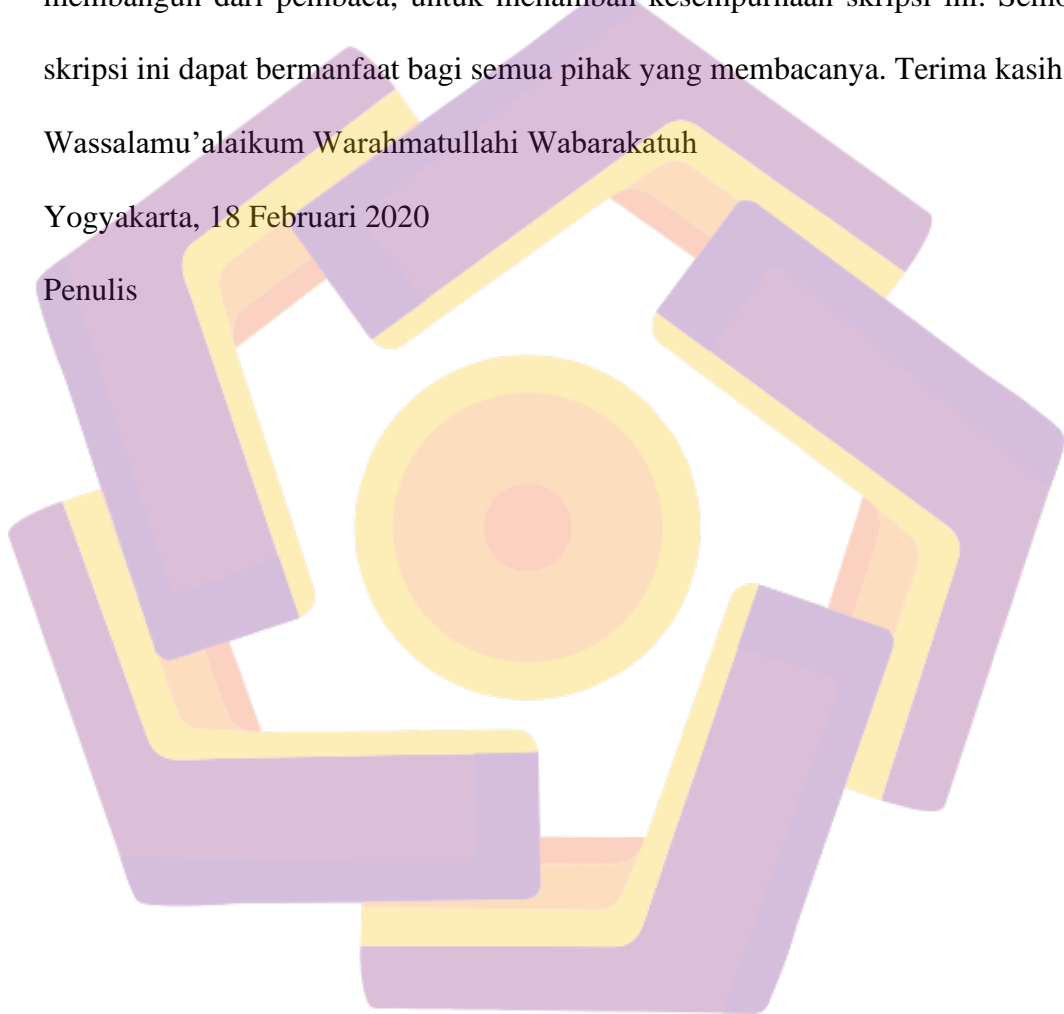 membangun dari pembaca, untuk menambah kesempurnaan skripsi ini.
skripsi ini dapat bermanfaat bagi semua pihak yang membacanya. Terima kasih
Wassalamu’alaikum Warahmatullahi Wabarakatuh
Yogyakarta, 18 Februari 2020
Penulis